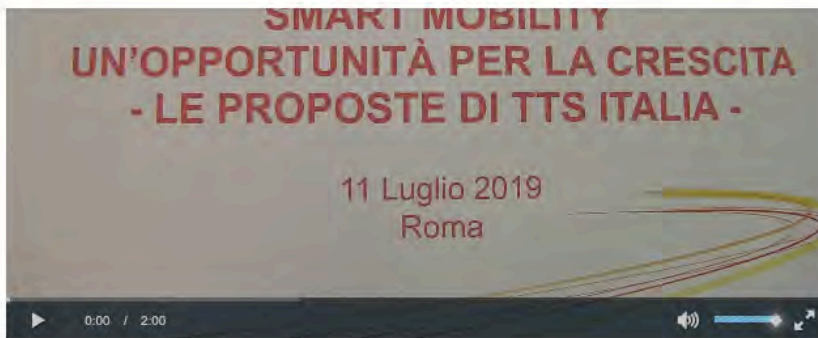 SMART MOBILITY
UN'OPPORTUNITÀ PER LA CRESCITA
- LE PROPOSTE DI TTS ITALIA -
11 Luglio 2019
Roma
0:00 / 2:00